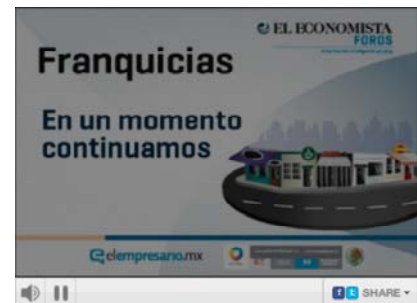 EL ECONOMISTA
FOROS
Franquicias
En un momento
continuamos
elempresario.mx
SHARE